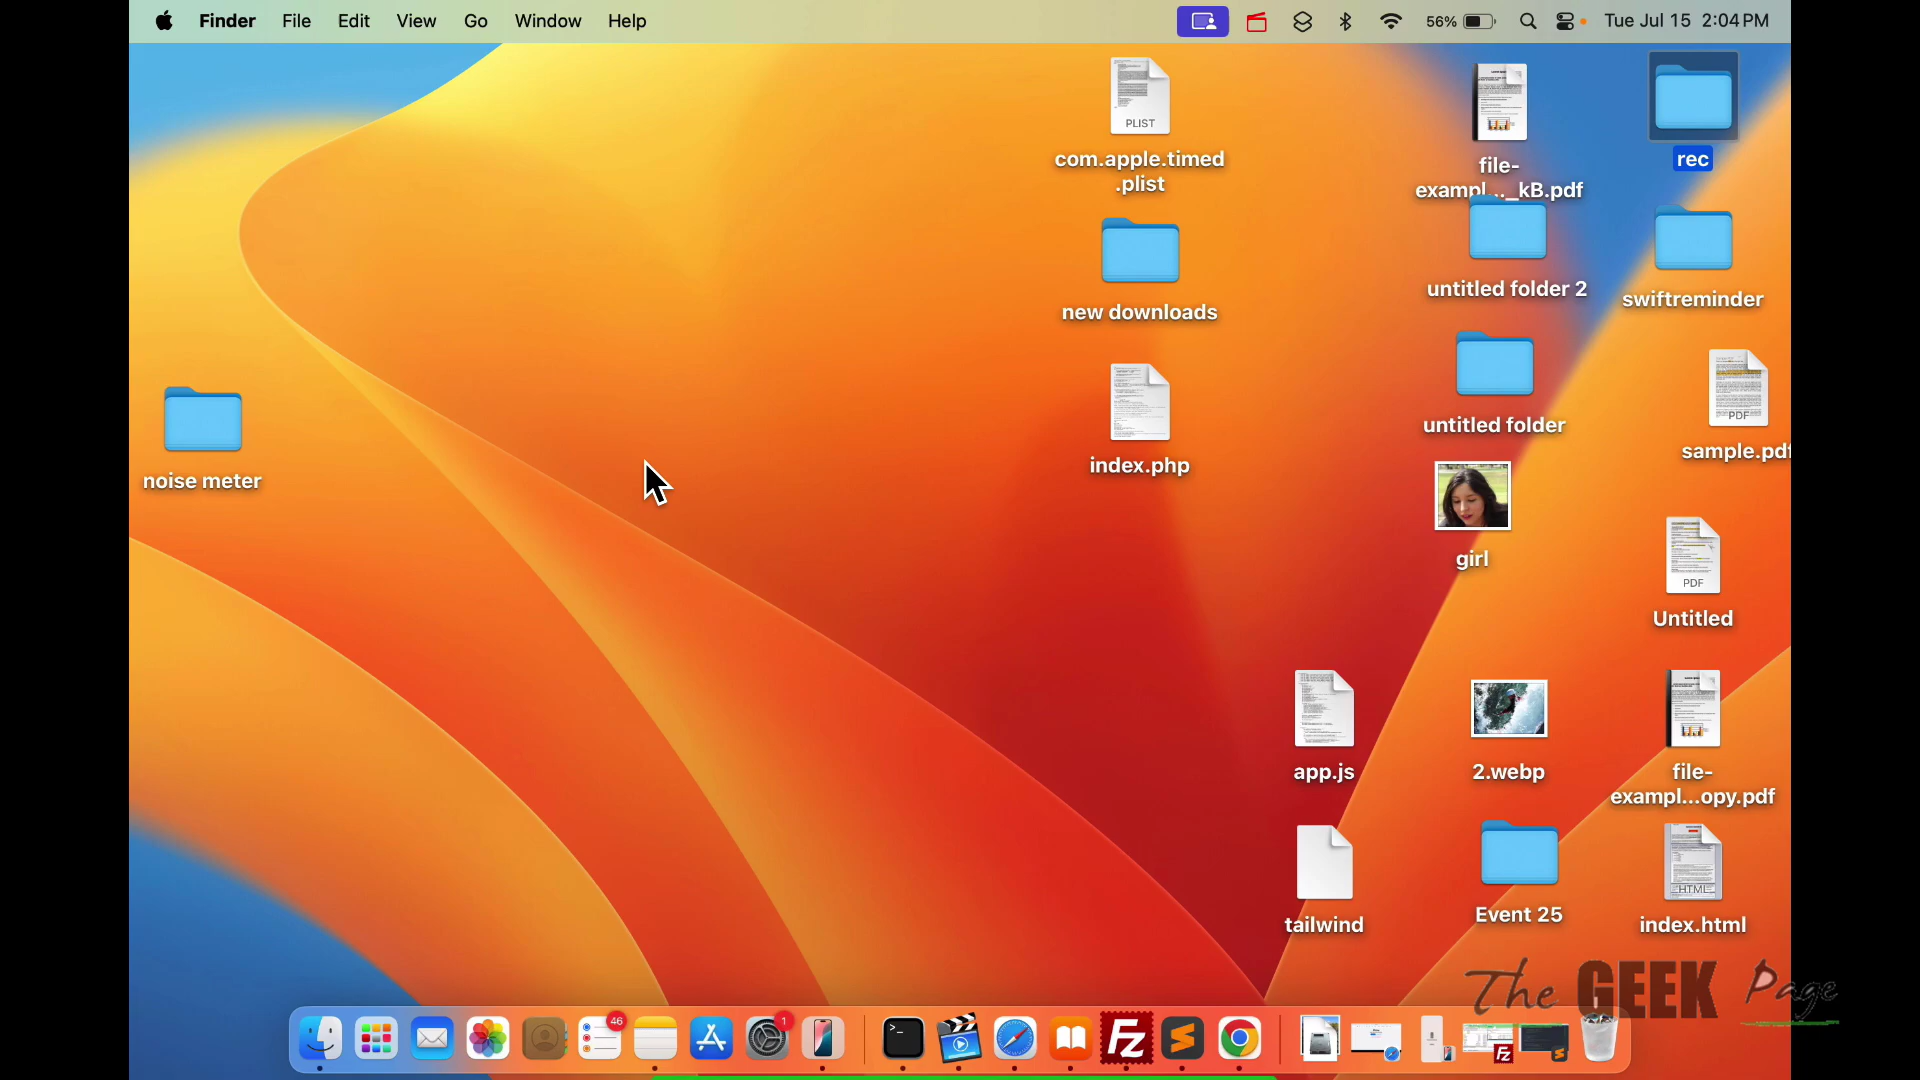 Finder File Edit View Go Window Help 56% Tue Jul 15 2:04 PM
PLIST
com.apple.timed
.plist
file-
exampl..._kB.pdf
rec
new downloads
untitled folder 2
swiftreminder
noise meter
index.php
untitled folder
PDF
sample.pdf
girl
PDF
Untitled
app.js
2.webp
file-
exampl...opy.pdf
tailwind
Event 25
HTML
index.html
The GEEK Page
46
1
>_
Fz
Fz